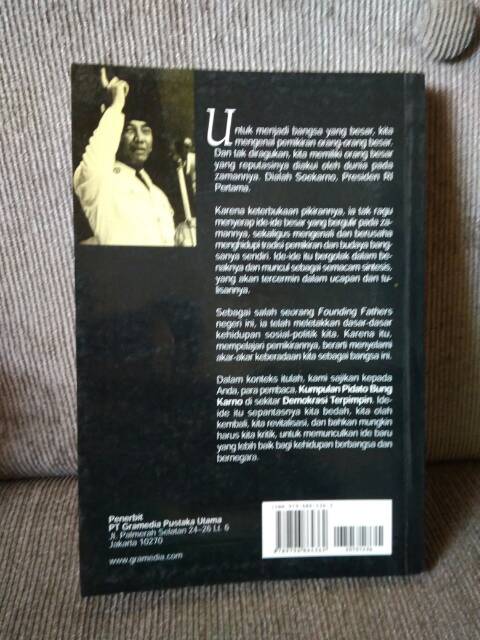 Untuk menjadi bangsa yang besar, kita
mengenal pemikiran orang-orang besar.
Dan tak diragukan, kita memiliki orang besar
yang reputasinya diakui oleh dunia pada
zamannya. Dialah Soekarno, Presiden RI
Pertama.
Karena keterbukaan pikirannya, ia tak ragu
menyerap ide-ide besar yang bergulir pada za-
mannya, sekaligus mengenali dan berusaha
menghidupi tradisi pemikiran dan budaya bang-
sanya sendiri. Ide-ide itu bergolak dalam be-
naknya dan muncul sebagai semacam sintesis,
yang akan tercermin dalam ucapan dan tu-
lisannya.
Sebagai salah seorang Founding Fathers
negeri ini, ia telah meletakkan dasar-dasar
kehidupan sosial-politik kita. Karena itu,
mempelajari pemikirannya, berarti menyelami
akar-akar keberadaan kita sebagai bangsa ini.
Dalam konteks itulah, kami sajikan kepada
Anda, para pembaca, Kumpulan Pidato Bung
Karno di sekitar Demokrasi Terpimpin. Ide-
ide itu sepantasnya kita bedah, kita olah
kembali, kita revitalisasi, dan bahkan mungkin
harus kita kritik, untuk memunculkan ide baru
yang lebih baik bagi kehidupan berbangsa dan
bernegara.
Penerbit
PT Gramedia Pustaka Utama
Jl. Palmerah Selatan 24-26 Lt. 6
Jakarta 10270
www.gramedia.com